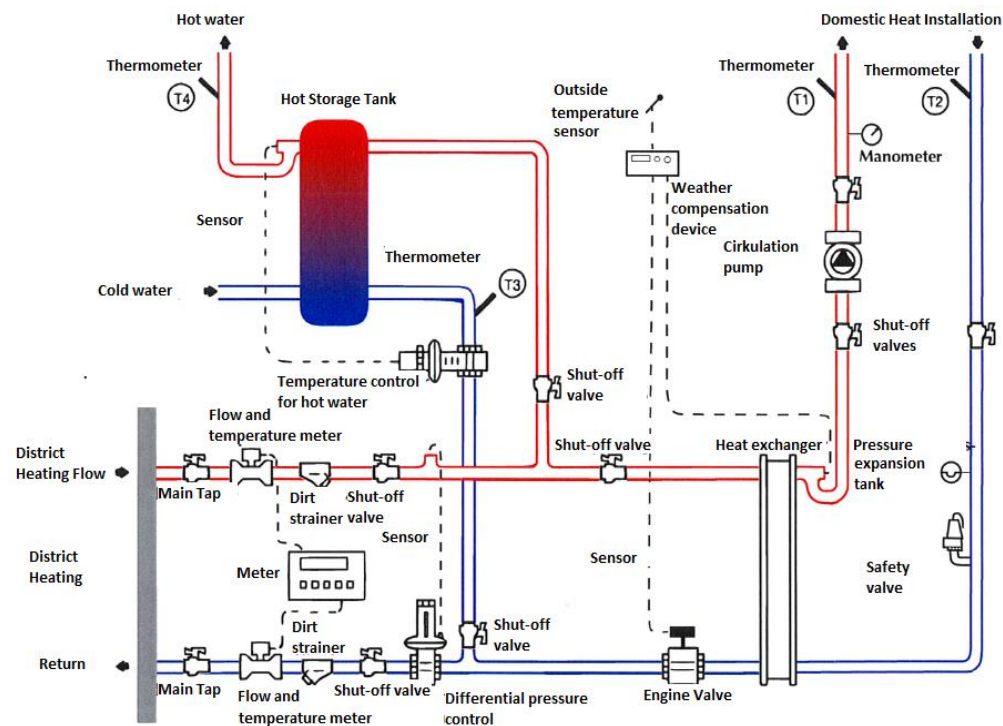 Hot water
Domestic Heat Installation
Thermometer
T4
Hot Storage Tank
Outside
temperature
sensor
Thermometer
T1
Thermometer
T2
Manometer
Sensor
Weather
compensation
device
Cirkulation
pump
Thermometer
T3
Cold water
Shut-off
valves
Temperature control
for hot water
Shut-off
valve
Flow and
temperature meter
Shut-off valve
Heat exchanger
Pressure
expansion
tank
District
Heating Flow
Main Tap
Dirt
strainer
Shut-off
valve
Sensor
District
Heating
Meter
Sensor
Safety
valve
Dirt
strainer
Shut-off
valve
Return
Main Tap
Flow and
temperature meter
Shut-off valve
Differential pressure
control
Engine Valve